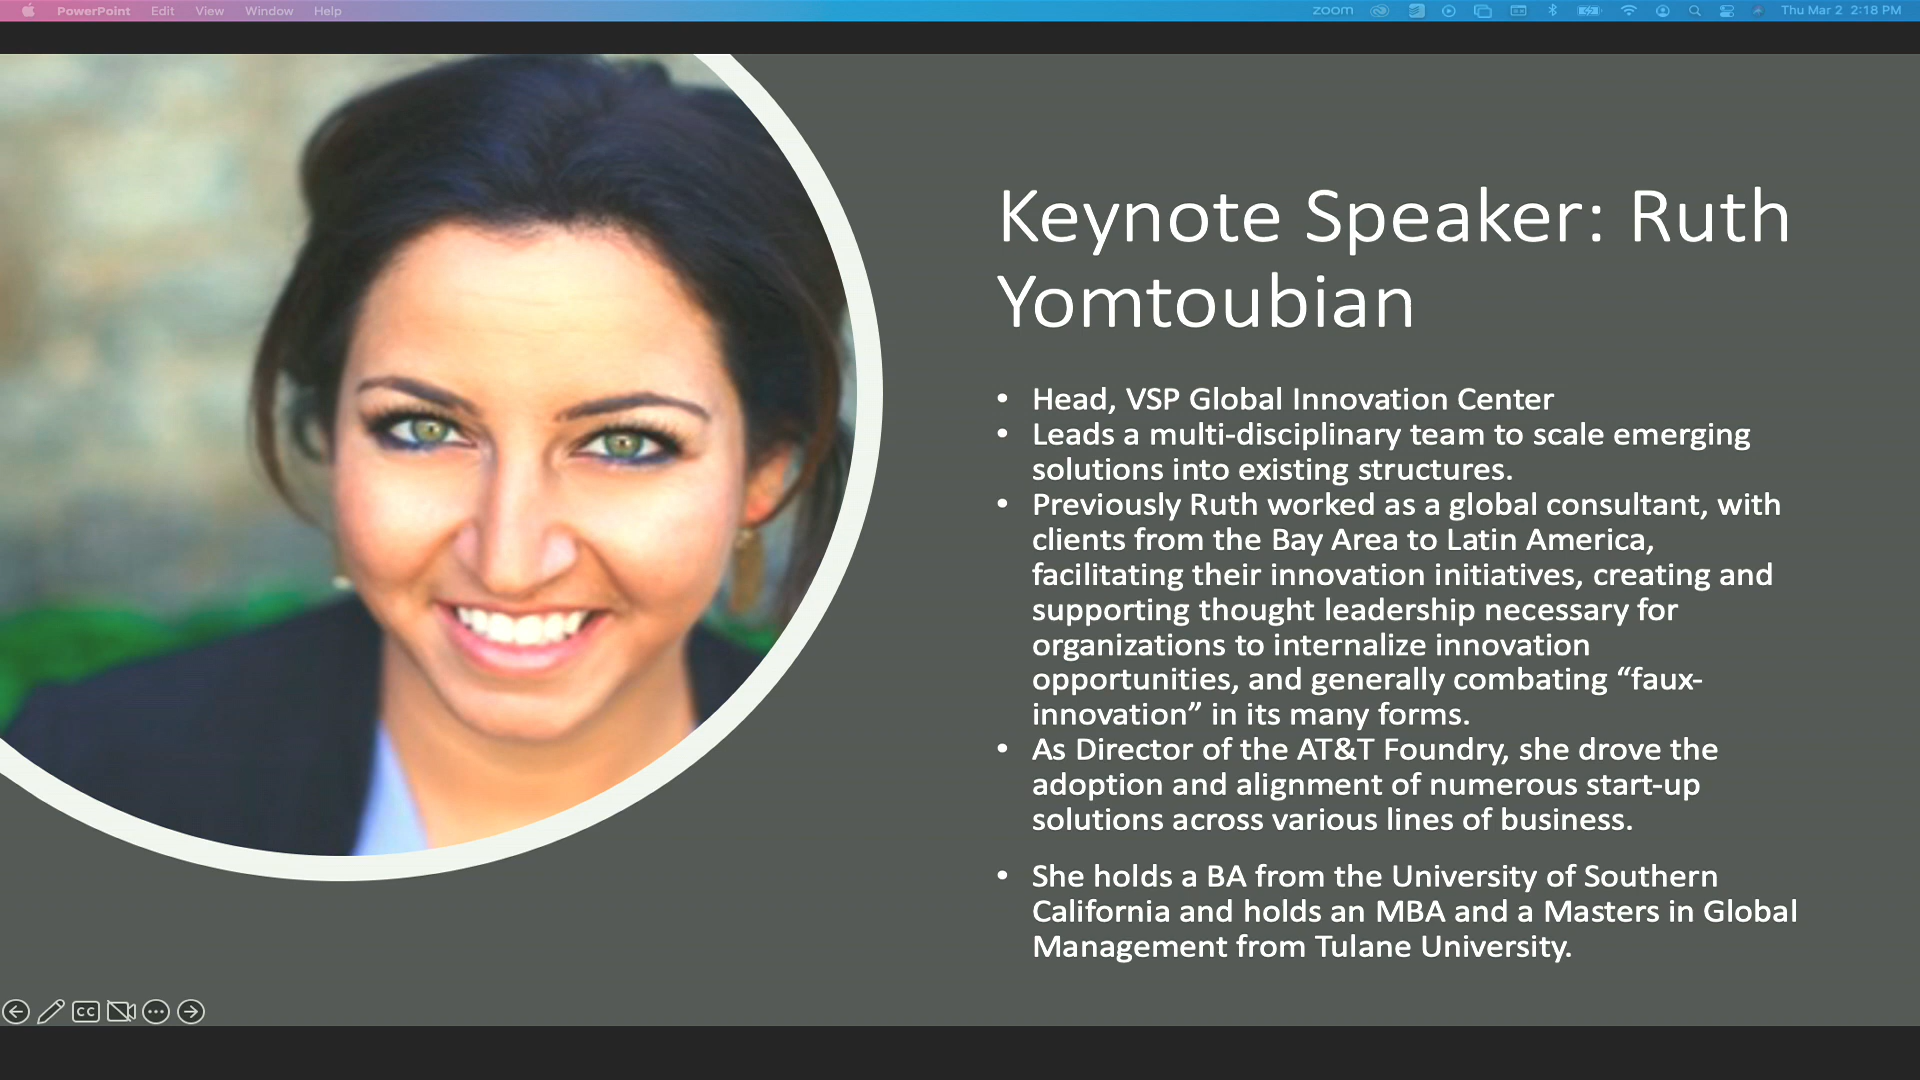 PowerPoint Edit View Window Help
zoom Thu Mar 2 2:18 PM
Keynote Speaker: Ruth
Yomtoubian
• Head, VSP Global Innovation Center
• Leads a multi-disciplinary team to scale emerging
solutions into existing structures.
• Previously Ruth worked as a global consultant, with
clients from the Bay Area to Latin America,
facilitating their innovation initiatives, creating and
supporting thought leadership necessary for
organizations to internalize innovation
opportunities, and generally combating “faux-
innovation” in its many forms.
• As Director of the AT&T Foundry, she drove the
adoption and alignment of numerous start-up
solutions across various lines of business.
• She holds a BA from the University of Southern
California and holds an MBA and a Masters in Global
Management from Tulane University.
CC